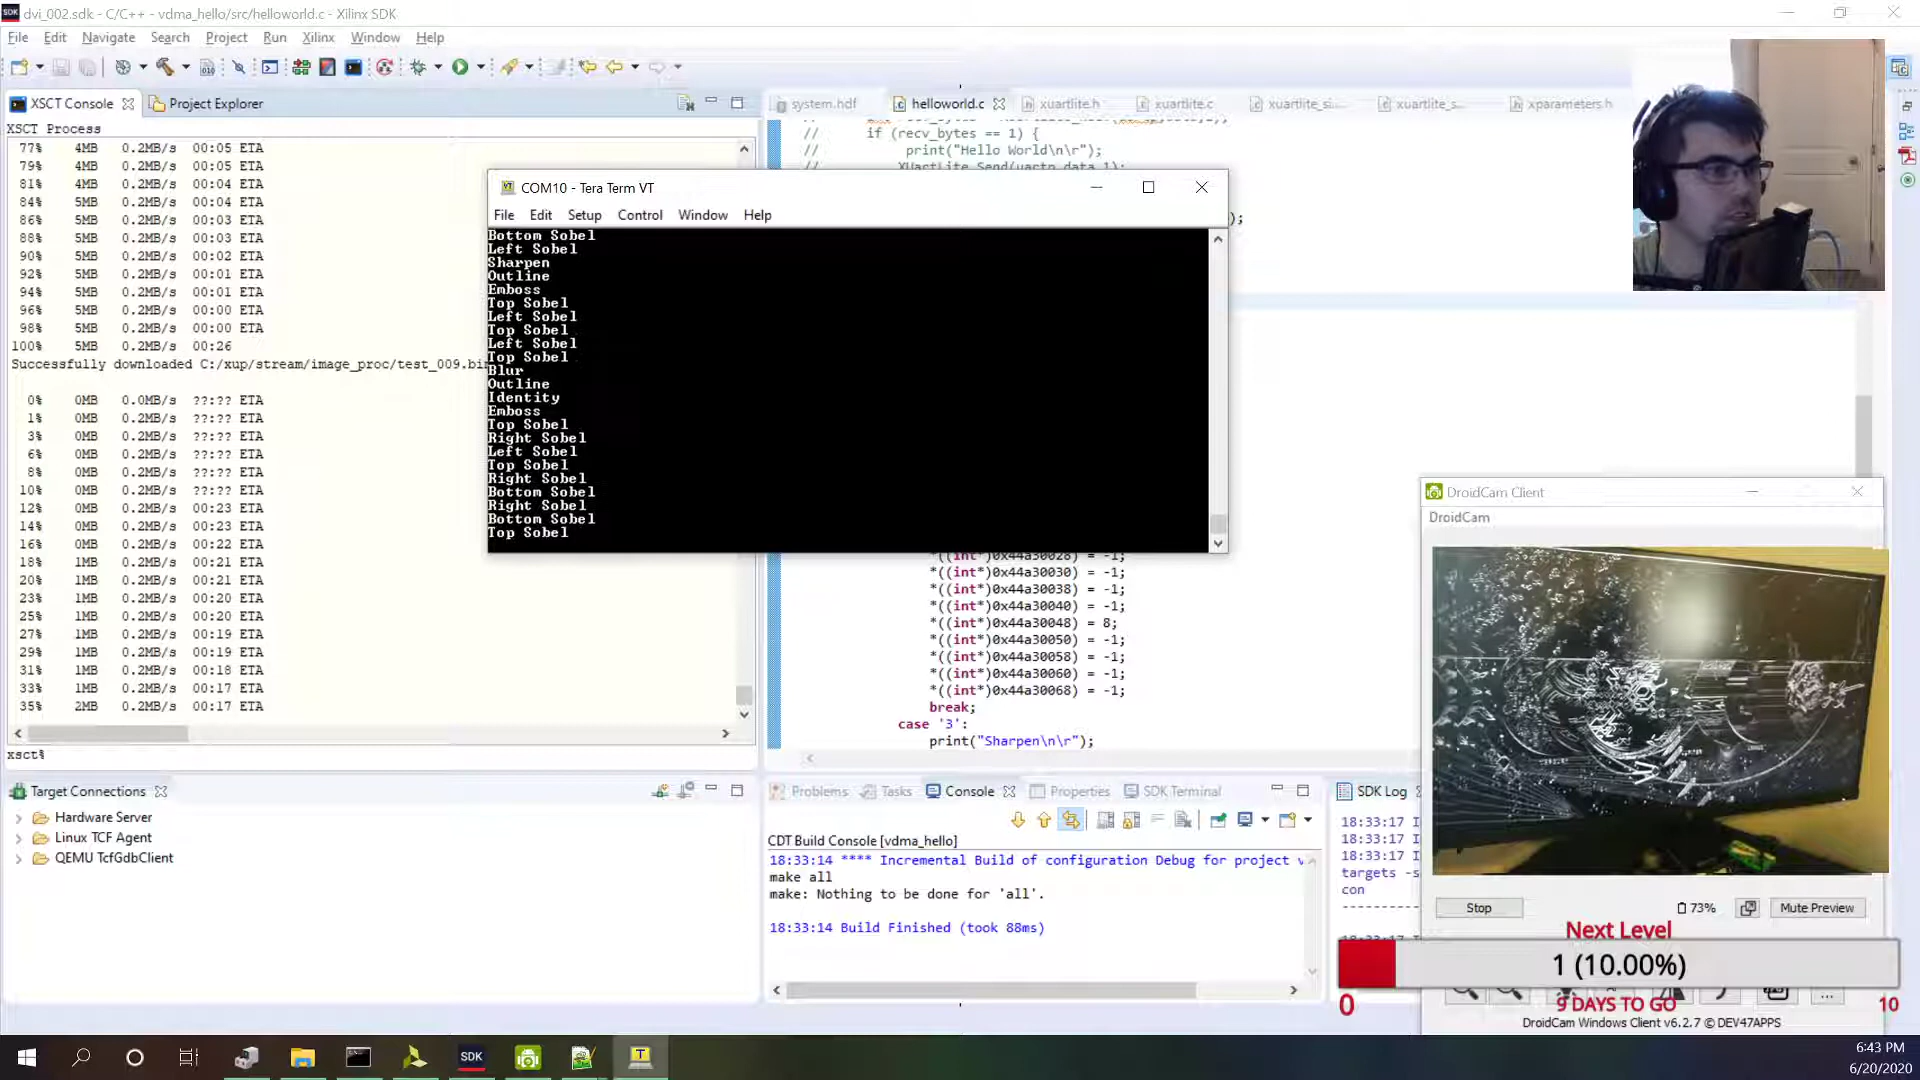 dvi_002.sdk - C/C++ - vdma_hello/src/helloworld.c - Xilinx SDK
File Edit Navigate Search Project Run Xilinx Window Help
XSCT Console
Project Explorer
XSCT Process
77% 4MB 0.2MB/s 00:05 ETA
79% 4MB 0.2MB/s 00:05 ETA
81% 4MB 0.2MB/s 00:04 ETA
84% 5MB 0.2MB/s 00:04 ETA
86% 5MB 0.2MB/s 00:03 ETA
88% 5MB 0.2MB/s 00:03 ETA
90% 5MB 0.2MB/s 00:02 ETA
92% 5MB 0.2MB/s 00:01 ETA
94% 5MB 0.2MB/s 00:01 ETA
96% 5MB 0.2MB/s 00:00 ETA
98% 5MB 0.2MB/s 00:00 ETA
100% 5MB 0.2MB/s 00:26
Successfully downloaded C:/xup/stream/image_proc/test_009.bin
0% 0MB 0.0MB/s ??:?? ETA
1% 0MB 0.2MB/s ??:?? ETA
3% 0MB 0.2MB/s ??:?? ETA
6% 0MB 0.2MB/s ??:?? ETA
8% 0MB 0.2MB/s ??:?? ETA
10% 0MB 0.2MB/s ??:?? ETA
12% 0MB 0.2MB/s 00:23 ETA
14% 0MB 0.2MB/s 00:23 ETA
16% 0MB 0.2MB/s 00:22 ETA
18% 1MB 0.2MB/s 00:21 ETA
20% 1MB 0.2MB/s 00:21 ETA
23% 1MB 0.2MB/s 00:20 ETA
25% 1MB 0.2MB/s 00:20 ETA
27% 1MB 0.2MB/s 00:19 ETA
29% 1MB 0.2MB/s 00:19 ETA
31% 1MB 0.2MB/s 00:18 ETA
33% 1MB 0.2MB/s 00:17 ETA
35% 2MB 0.2MB/s 00:17 ETA
xsct%
system.hdf helloworld.c xuartlite.h xuartlite.c xuartlite_si... xuartlite_s... xparameters.h
// if (recv_bytes == 1) {
// print("Hello World\n\r");
// XUartLite_Send(uartp,data,1);
);
COM10 - Tera Term VT
File Edit Setup Control Window Help
Bottom Sobel
Left Sobel
Sharpen
Outline
Emboss
Top Sobel
Left Sobel
Top Sobel
Left Sobel
Top Sobel
Blur
Outline
Identity
Emboss
Top Sobel
Right Sobel
Left Sobel
Top Sobel
Right Sobel
Bottom Sobel
Right Sobel
Bottom Sobel
Top Sobel
*((int*)0x44a30028) = -1;
*((int*)0x44a30030) = -1;
*((int*)0x44a30038) = -1;
*((int*)0x44a30040) = -1;
*((int*)0x44a30048) = 8;
*((int*)0x44a30050) = -1;
*((int*)0x44a30058) = -1;
*((int*)0x44a30060) = -1;
*((int*)0x44a30068) = -1;
break;
case '3':
print("Sharpen\n\r");
Target Connections
Hardware Server
Linux TCF Agent
QEMU TcfGdbClient
Problems Tasks Console Properties SDK Terminal
CDT Build Console [vdma_hello]
18:33:14 **** Incremental Build of configuration Debug for project v
make all
make: Nothing to be done for 'all'.
18:33:14 Build Finished (took 88ms)
SDK Log
18:33:17 I
18:33:17 I
18:33:17 I
targets -s
con
----------
DroidCam Client
DroidCam
Stop
73%
Mute Preview
Next Level
1 (10.00%)
0
9 DAYS TO GO
10
DroidCam Windows Client v6.2.7 © DEV47APPS
SDK
6:43 PM
6/20/2020